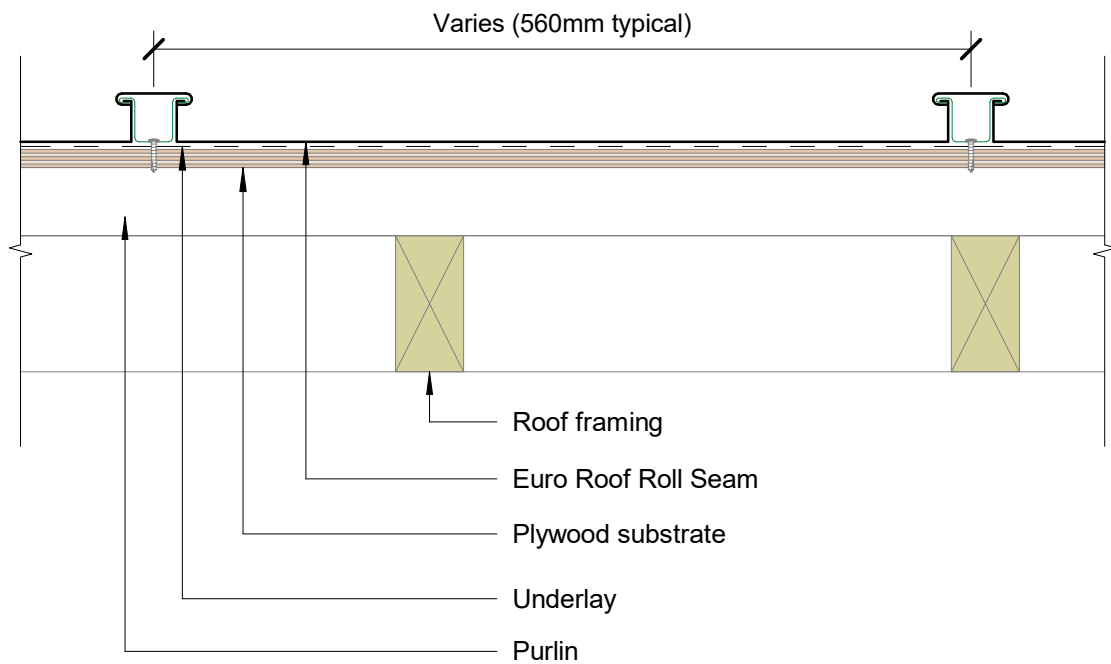 Varies (560mm typical)
Roof framing
Euro Roof Roll Seam
Plywood substrate
Underlay
Purlin